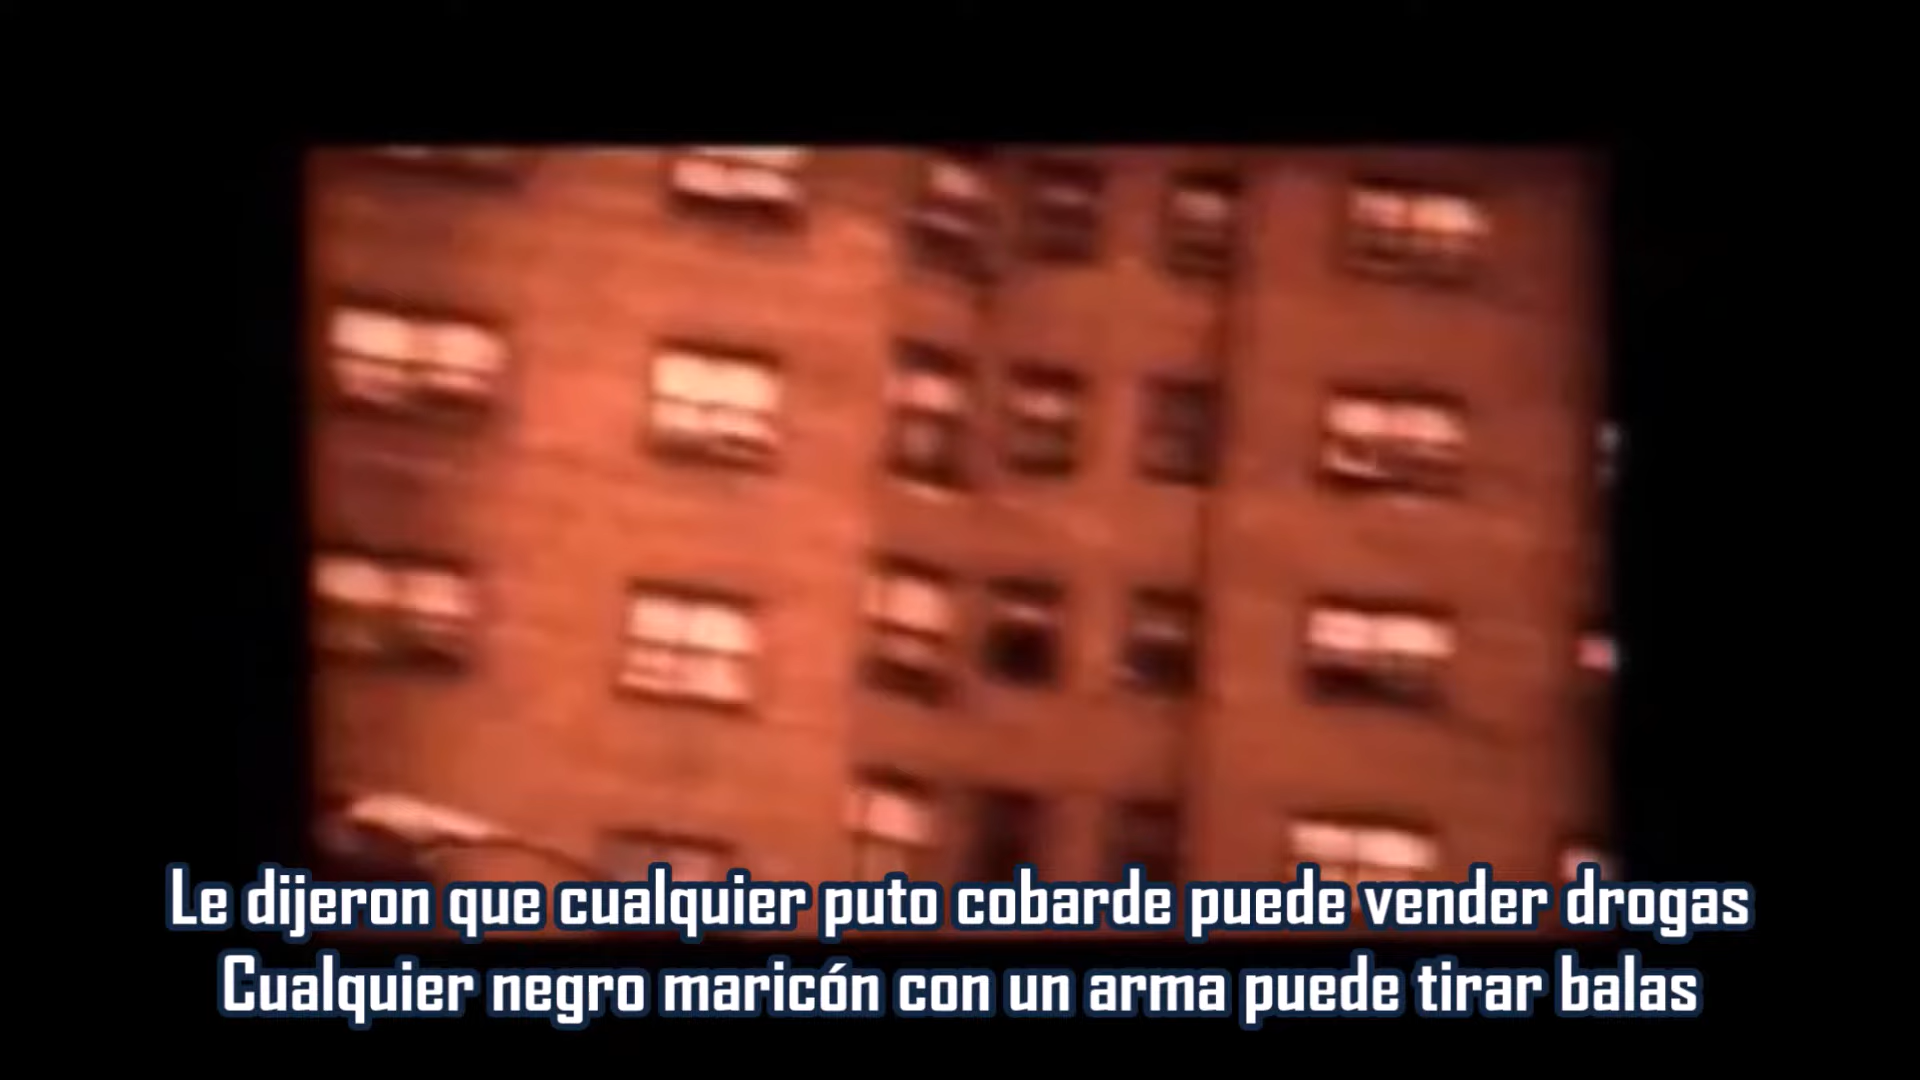 Le dijeron que cualquier puto cobarde puede vender drogas
Cualquier negro maricón con un arma puede tirar balas